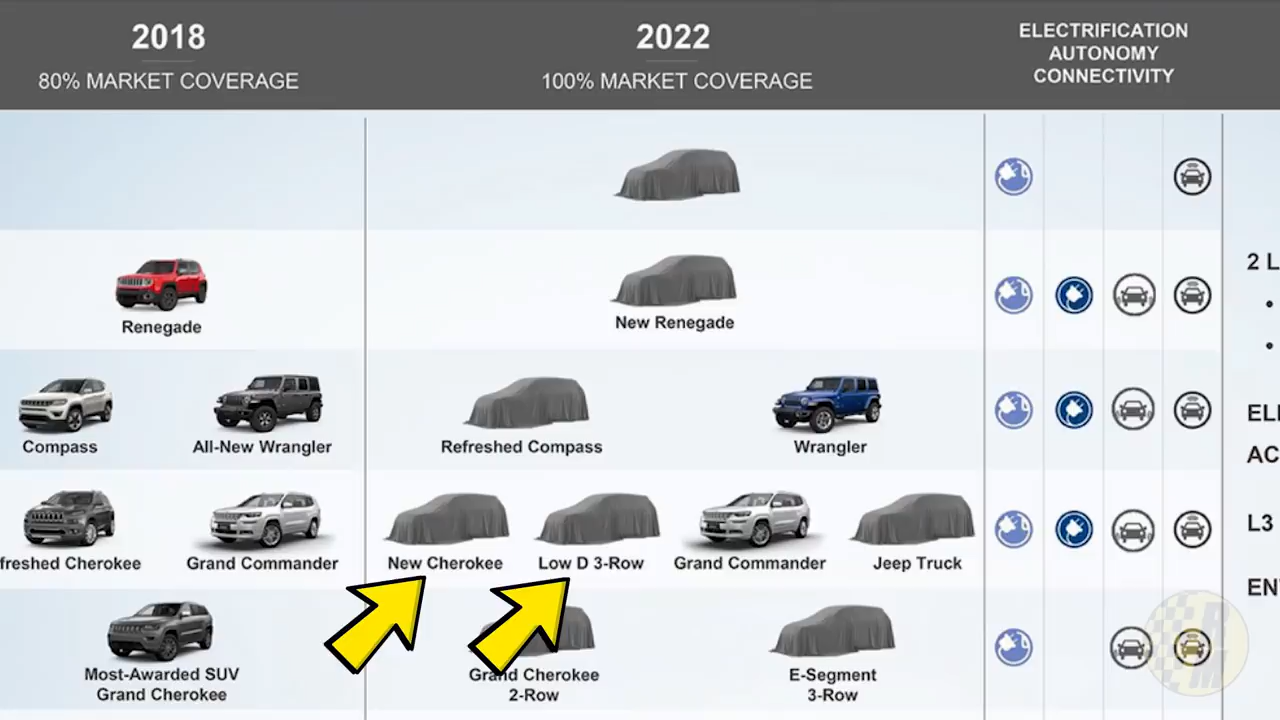 2018
80% MARKET COVERAGE
2022
100% MARKET COVERAGE
ELECTRIFICATION
AUTONOMY
CONNECTIVITY
Renegade
New Renegade
2 L
Compass
All-New Wrangler
Refreshed Compass
Wrangler
ELE
AC
freshed Cherokee
Grand Commander
New Cherokee
Low D 3-Row
Grand Commander
Jeep Truck
L3
EN
Most-Awarded SUV
Grand Cherokee
Grand Cherokee
2-Row
E-Segment
3-Row
R
M